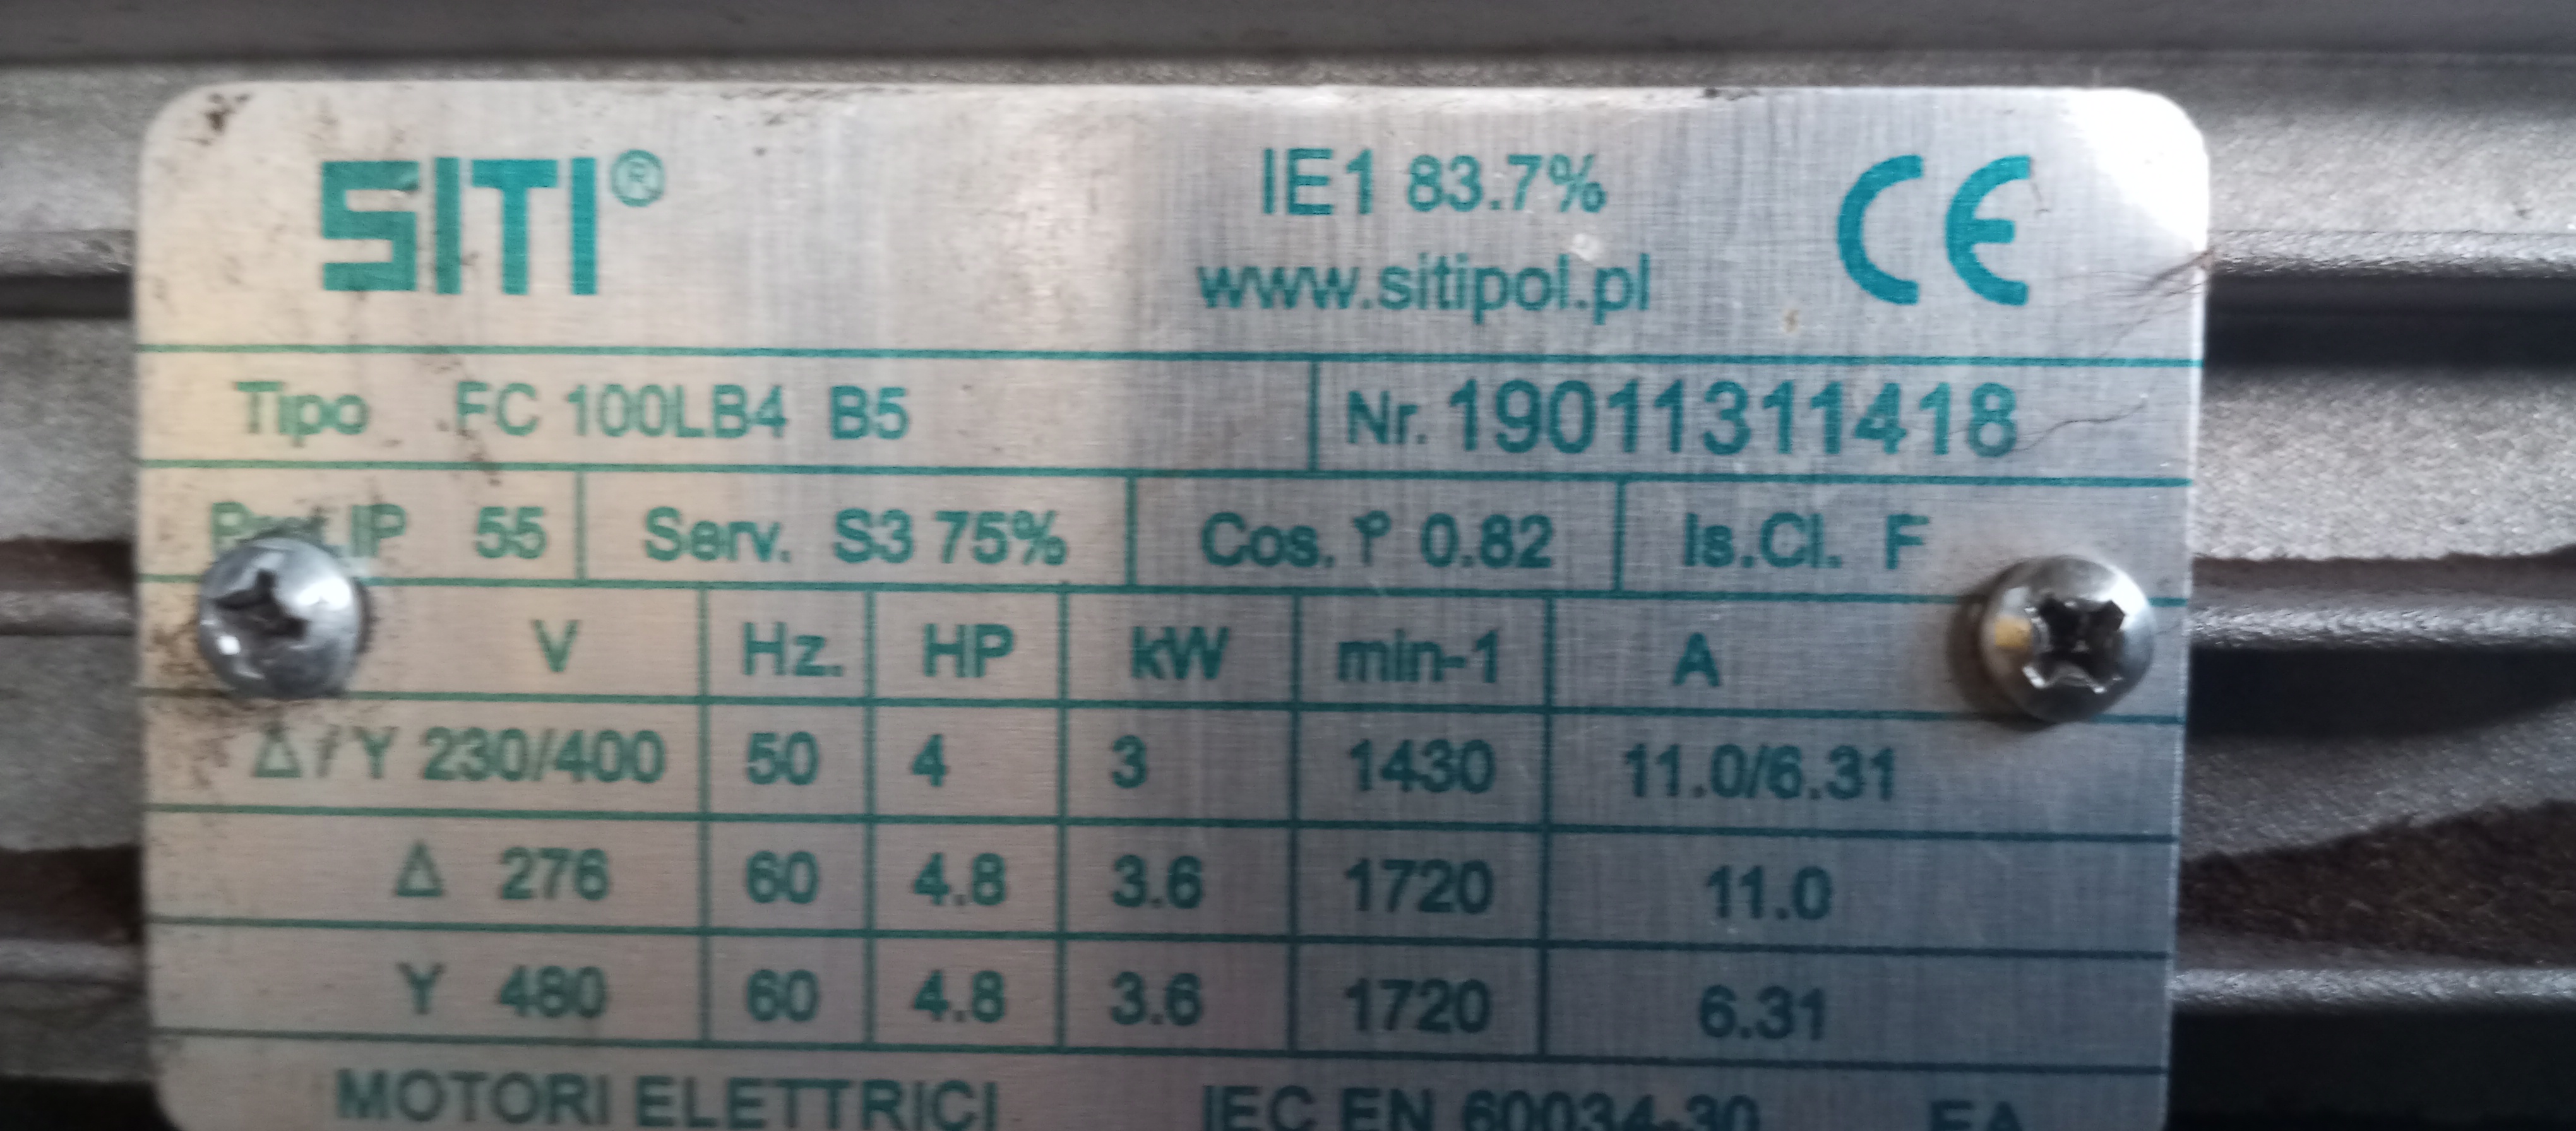 SITI®
IE1 83.7%
www.sitipol.pl
CE
Tipo FC 100LB4 B5 Nr. 19011311418
Prot.IP 55 Serv. S3 75% Cos. φ 0.82 Is.Cl. F
V Hz. HP kW min-1 A
Δ/Y 230/400 50 4 3 1430 11.0/6.31
Δ 276 60 4.8 3.6 1720 11.0
Y 480 60 4.8 3.6 1720 6.31
MOTORI ELETTRICI IEC EN 60034-30